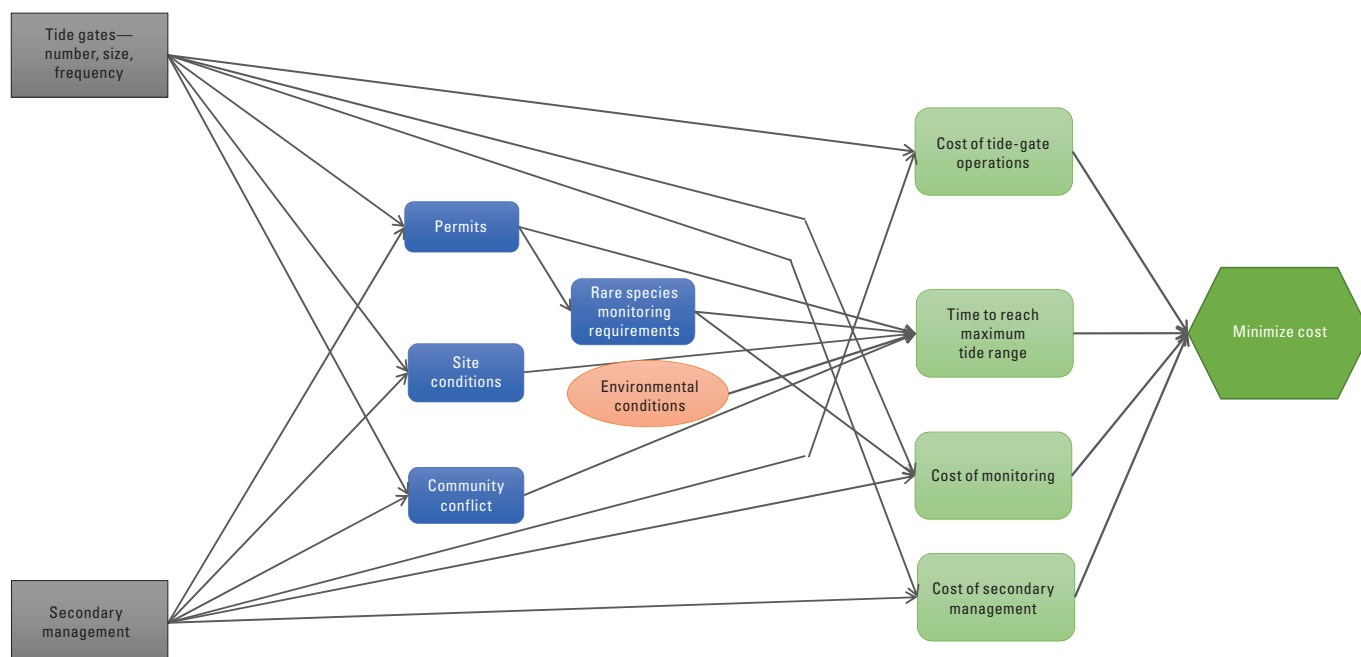 Tide gates—
number, size,
frequency
Cost of tide-gate
operations
Permits
Rare species
monitoring
requirements
Time to reach
maximum
tide range
Minimize cost
Site
conditions
Environmental
conditions
Community
conflict
Cost of monitoring
Secondary
management
Cost of secondary
management